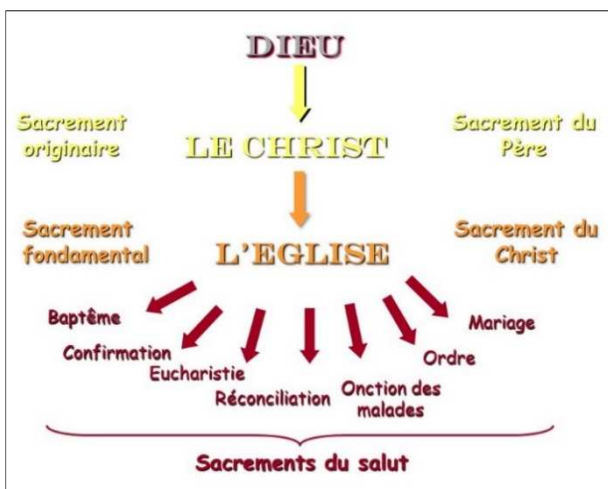 DIEU
Sacrement
originaire
LE CHRIST
Sacrement du
Père
Sacrement
fondamental
L'EGLISE
Sacrement du
Christ
Baptême
Confirmation
Eucharistie
Réconciliation
Onction des
malades
Ordre
Mariage
Sacrements du salut